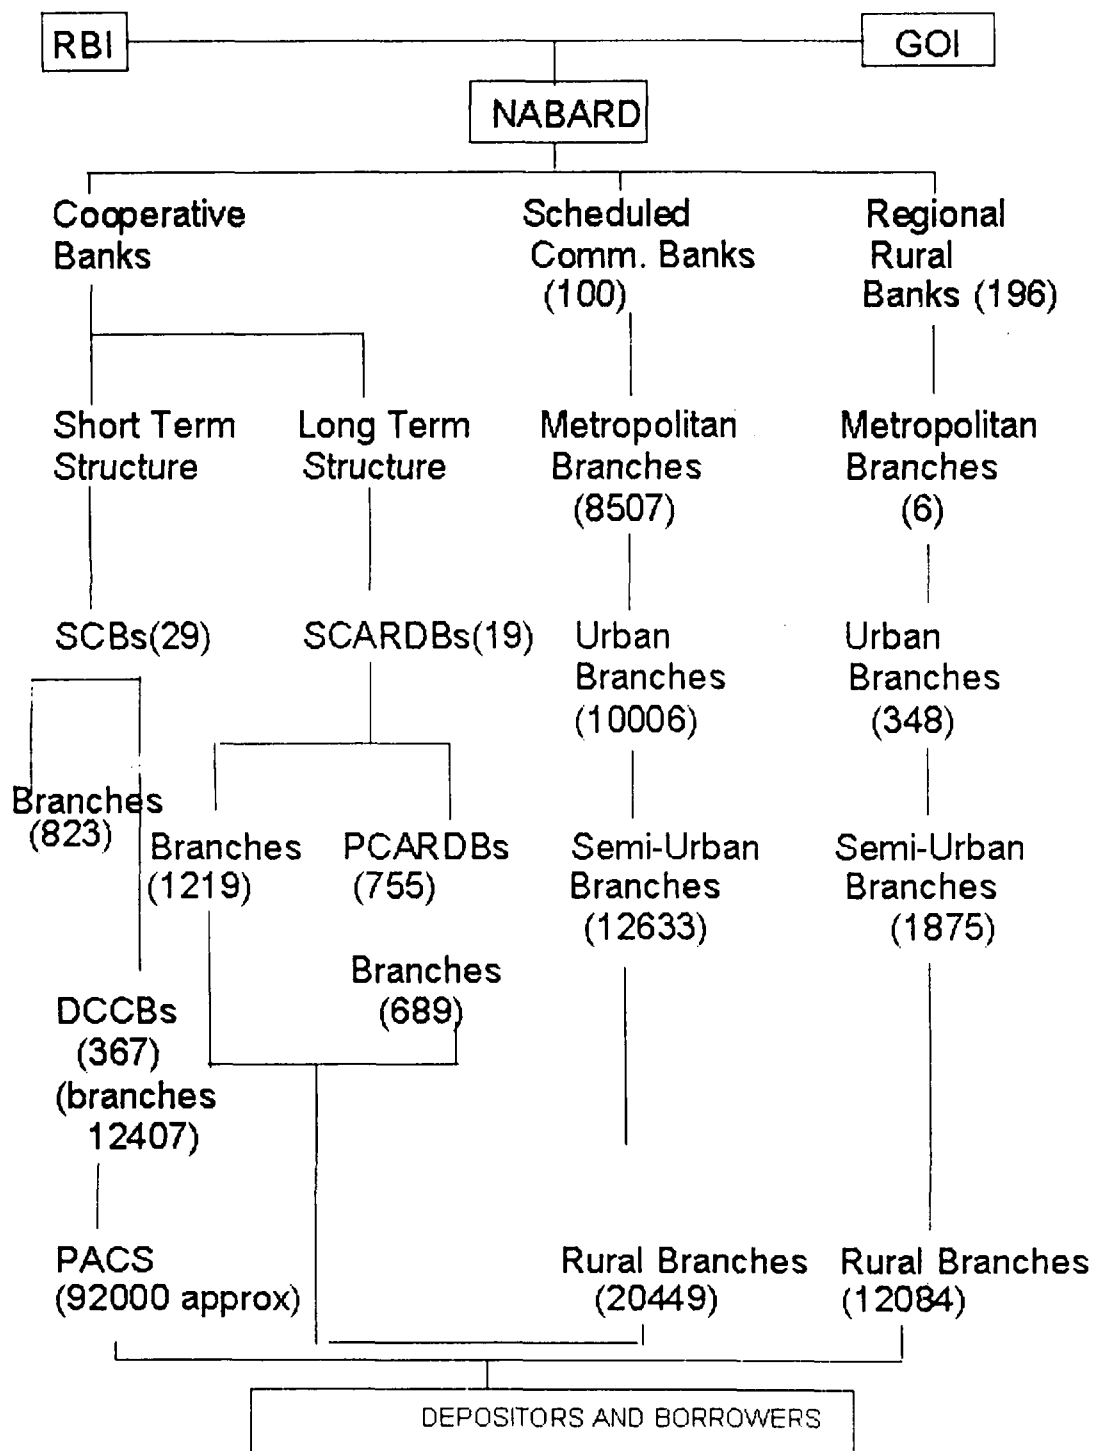 RBI
GOI
NABARD
Cooperative
Banks
Scheduled
Comm. Banks
(100)
Regional
Rural
Banks (196)
Short Term
Structure
Long Term
Structure
Metropolitan
Branches
(8507)
Metropolitan
Branches
(6)
SCBs(29)
SCARDBs(19)
Urban
Branches
(10006)
Urban
Branches
(348)
Branches
(823)
Branches
(1219)
PCARDBs
(755)
Semi-Urban
Branches
(12633)
Semi-Urban
Branches
(1875)
Branches
(689)
DCCBs
(367)
(branches
12407)
PACS
(92000 approx)
Rural Branches
(20449)
Rural Branches
(12084)
DEPOSITORS AND BORROWERS